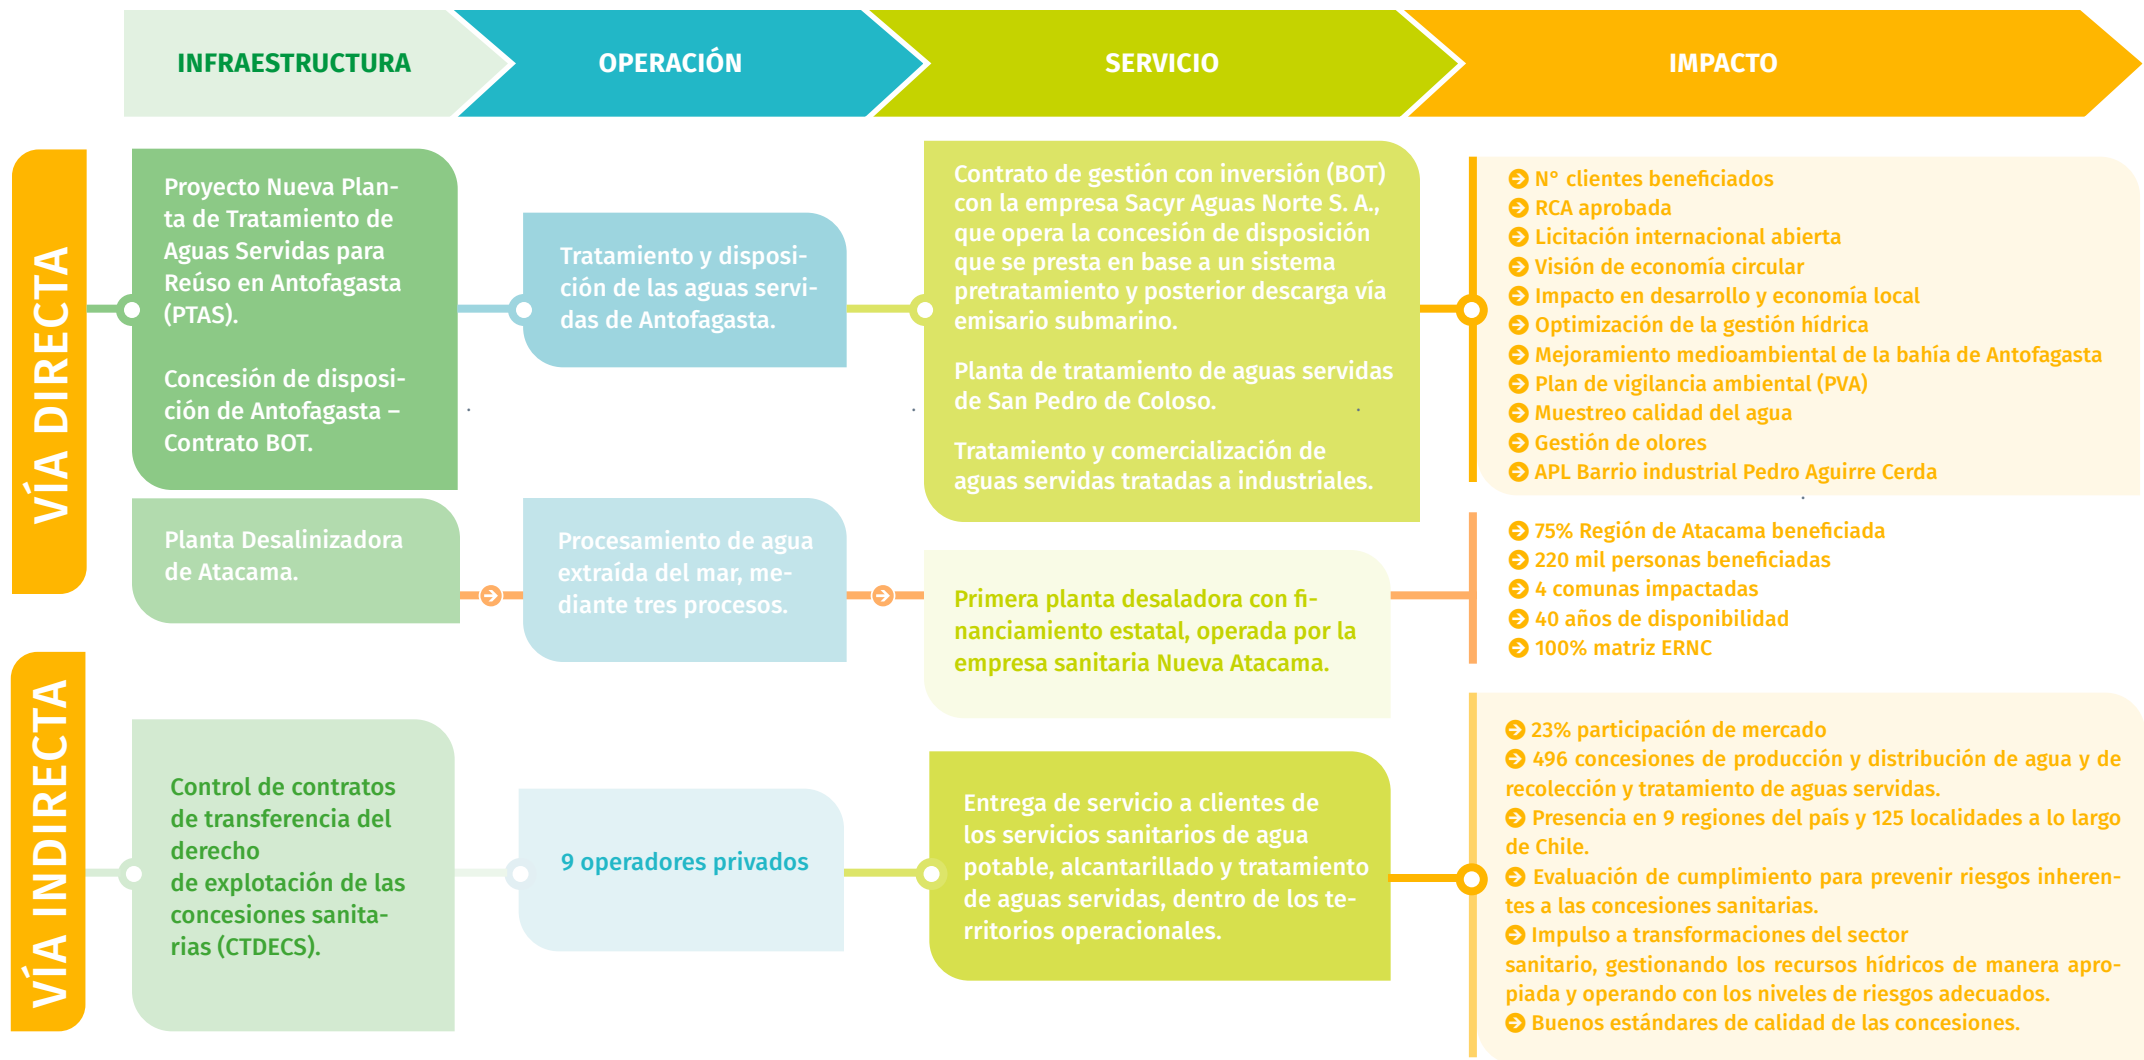 INFRAESTRUCTURA
OPERACIÓN
SERVICIO
IMPACTO
VÍA DIRECTA
Proyecto Nueva Plan-
ta de Tratamiento de
Aguas Servidas para
Reúso en Antofagasta
(PTAS).
Concesión de disposi-
ción de Antofagasta –
Contrato BOT.
Tratamiento y disposi-
ción de las aguas servi-
das de Antofagasta.
Contrato de gestión con inversión (BOT)
con la empresa Sacyr Aguas Norte S. A.,
que opera la concesión de disposición
que se presta en base a un sistema
pretratamiento y posterior descarga vía
emisario submarino.
Planta de tratamiento de aguas servidas
de San Pedro de Coloso.
Tratamiento y comercialización de
aguas servidas tratadas a industriales.
N° clientes beneficiados
RCA aprobada
Licitación internacional abierta
Visión de economía circular
Impacto en desarrollo y economía local
Optimización de la gestión hídrica
Mejoramiento medioambiental de la bahía de Antofagasta
Plan de vigilancia ambiental (PVA)
Muestreo calidad del agua
Gestión de olores
APL Barrio industrial Pedro Aguirre Cerda
Planta Desalinizadora
de Atacama.
Procesamiento de agua
extraída del mar, me-
diante tres procesos.
Primera planta desaladora con fi-
nanciamiento estatal, operada por la
empresa sanitaria Nueva Atacama.
75% Región de Atacama beneficiada
220 mil personas beneficiadas
4 comunas impactadas
40 años de disponibilidad
100% matriz ERNC
VÍA INDIRECTA
Control de contratos
de transferencia del
derecho
de explotación de las
concesiones sanita-
rias (CTDECS).
9 operadores privados
Entrega de servicio a clientes de
los servicios sanitarios de agua
potable, alcantarillado y tratamiento
de aguas servidas, dentro de los te-
rritorios operacionales.
23% participación de mercado
496 concesiones de producción y distribución de agua y de
recolección y tratamiento de aguas servidas.
Presencia en 9 regiones del país y 125 localidades a lo largo
de Chile.
Evaluación de cumplimiento para prevenir riesgos inheren-
tes a las concesiones sanitarias.
Impulso a transformaciones del sector
sanitario, gestionando los recursos hídricos de manera apro-
piada y operando con los niveles de riesgos adecuados.
Buenos estándares de calidad de las concesiones.